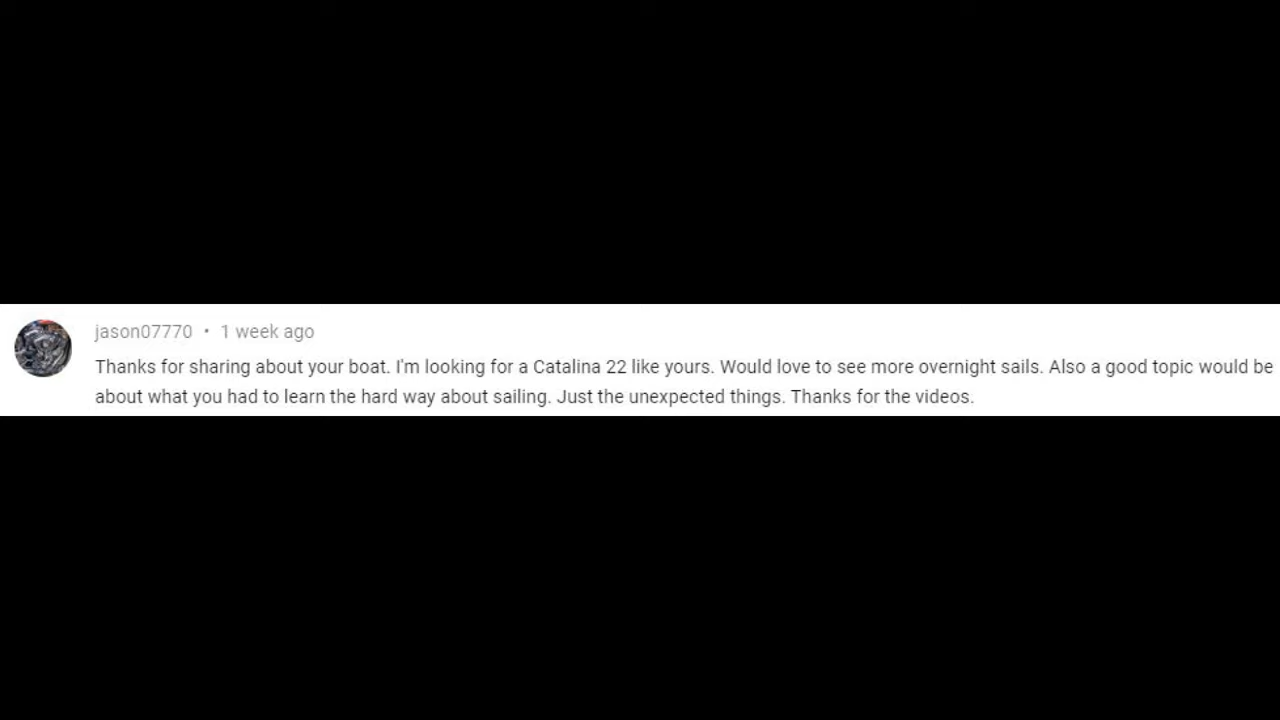 jason07770 • 1 week ago
Thanks for sharing about your boat. I'm looking for a Catalina 22 like yours. Would love to see more overnight sails. Also a good topic would be
about what you had to learn the hard way about sailing. Just the unexpected things. Thanks for the videos.